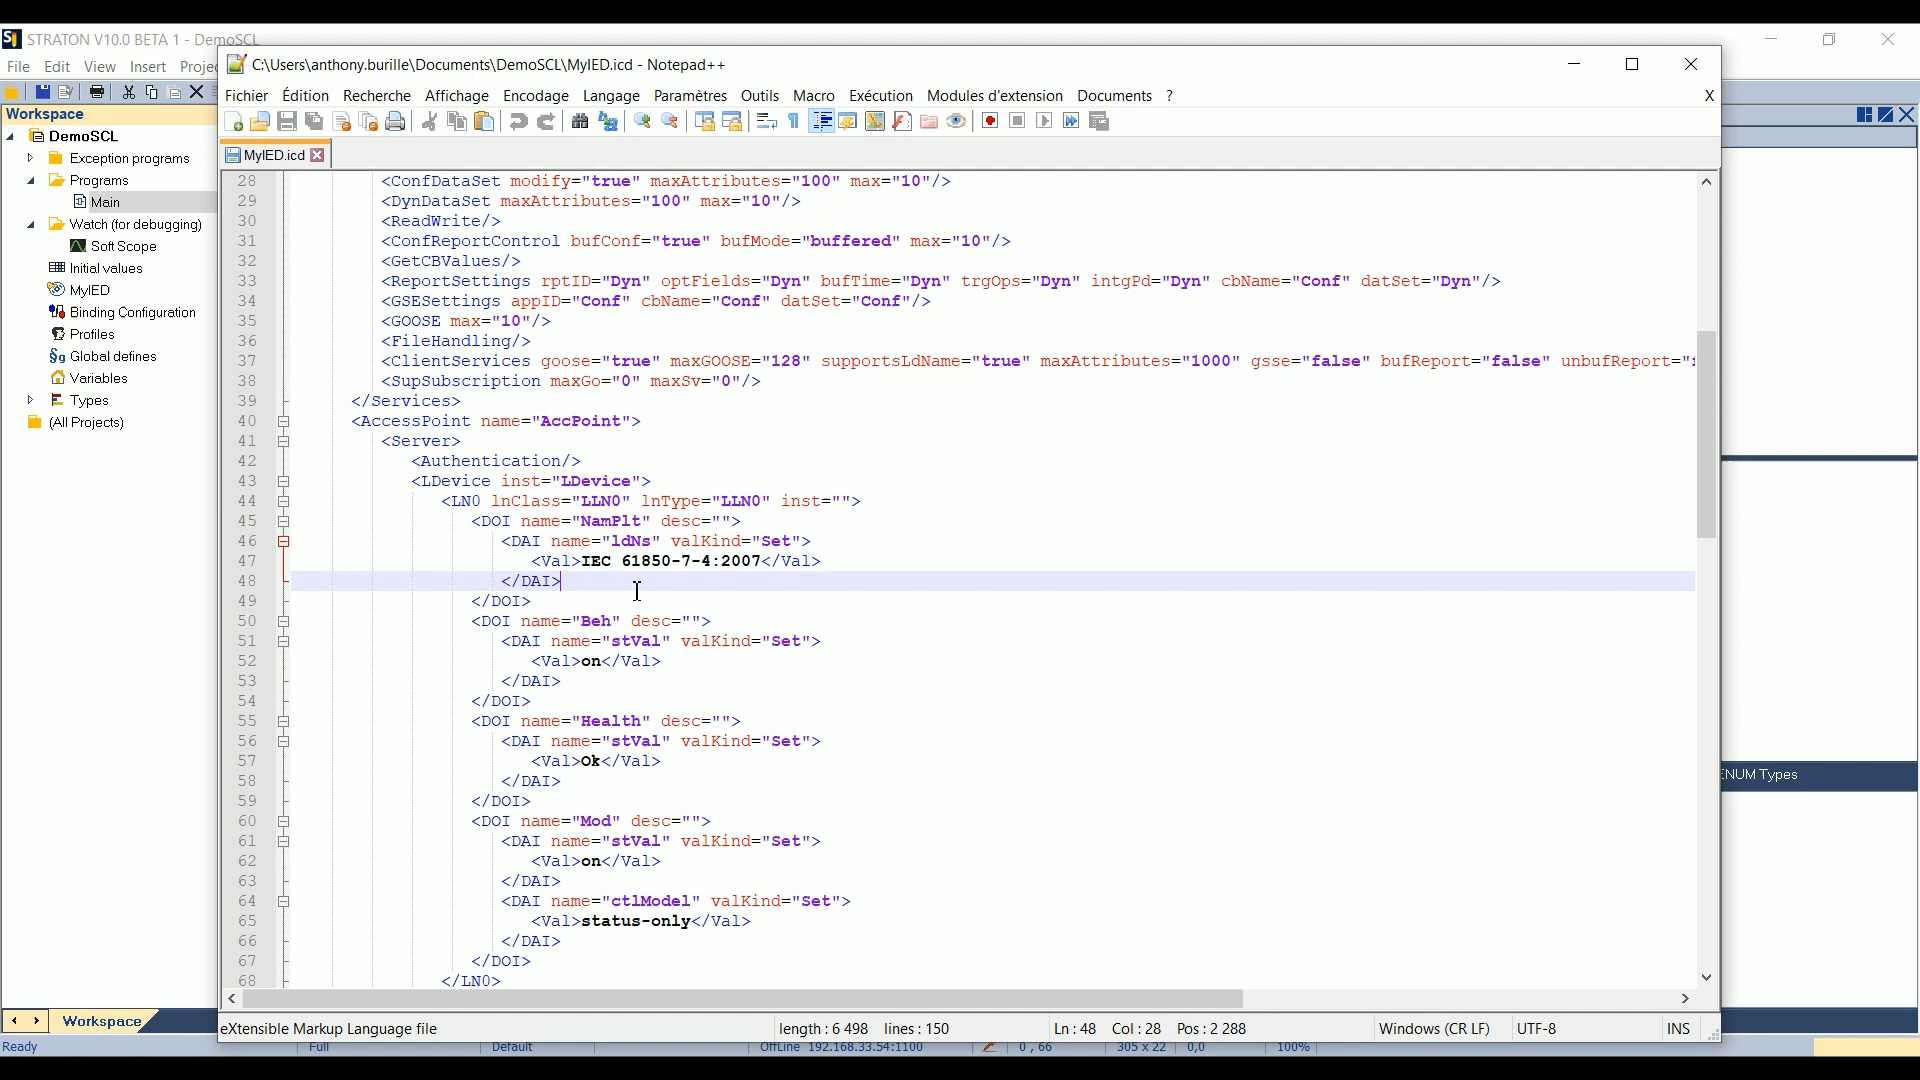 STRATON V10.0 BETA 1 - DemoSCL
File Edit View Insert Projec
Workspace
DemoSCL
Exception programs
Programs
Main
Watch (for debugging)
Soft Scope
Initial values
MyIED
Binding Configuration
Profiles
Global defines
Variables
Types
(All Projects)
C:\Users\anthony.burille\Documents\DemoSCL\MyIED.icd - Notepad++
Fichier Édition Recherche Affichage Encodage Langage Paramètres Outils Macro Exécution Modules d'extension Documents ? X
MyIED.icd
28 <ConfDataSet modify="true" maxAttributes="100" max="10"/>
29 <DynDataSet maxAttributes="100" max="10"/>
30 <ReadWrite/>
31 <ConfReportControl bufConf="true" bufMode="buffered" max="10"/>
32 <GetCBValues/>
33 <ReportSettings rptID="Dyn" optFields="Dyn" bufTime="Dyn" trgOps="Dyn" intgPd="Dyn" cbName="Conf" datSet="Dyn"/>
34 <GSESettings appID="Conf" cbName="Conf" datSet="Conf"/>
35 <GOOSE max="10"/>
36 <FileHandling/>
37 <ClientServices goose="true" maxGOOSE="128" supportsLdName="true" maxAttributes="1000" gsse="false" bufReport="false" unbufReport="
38 <SupSubscription maxGo="0" maxSv="0"/>
39 </Services>
40 <AccessPoint name="AccPoint">
41 <Server>
42 <Authentication/>
43 <LDevice inst="LDevice">
44 <LN0 lnClass="LLN0" lnType="LLN0" inst="">
45 <DOI name="NamPlt" desc="">
46 <DAI name="ldNs" valKind="Set">
47 <Val>IEC 61850-7-4:2007</Val>
48 </DAI>
49 </DOI>
50 <DOI name="Beh" desc="">
51 <DAI name="stVal" valKind="Set">
52 <Val>on</Val>
53 </DAI>
54 </DOI>
55 <DOI name="Health" desc="">
56 <DAI name="stVal" valKind="Set">
57 <Val>Ok</Val>
58 </DAI>
59 </DOI>
60 <DOI name="Mod" desc="">
61 <DAI name="stVal" valKind="Set">
62 <Val>on</Val>
63 </DAI>
64 <DAI name="ctlModel" valKind="Set">
65 <Val>status-only</Val>
66 </DAI>
67 </DOI>
68 </LN0>
ENUM Types
Workspace
eXtensible Markup Language file length : 6 498 lines : 150 Ln : 48 Col : 28 Pos : 2 288 Windows (CR LF) UTF-8 INS
Ready Full Default OffLine 192.168.33.54:1100 0 , 66 305 x 22 0,0 100%